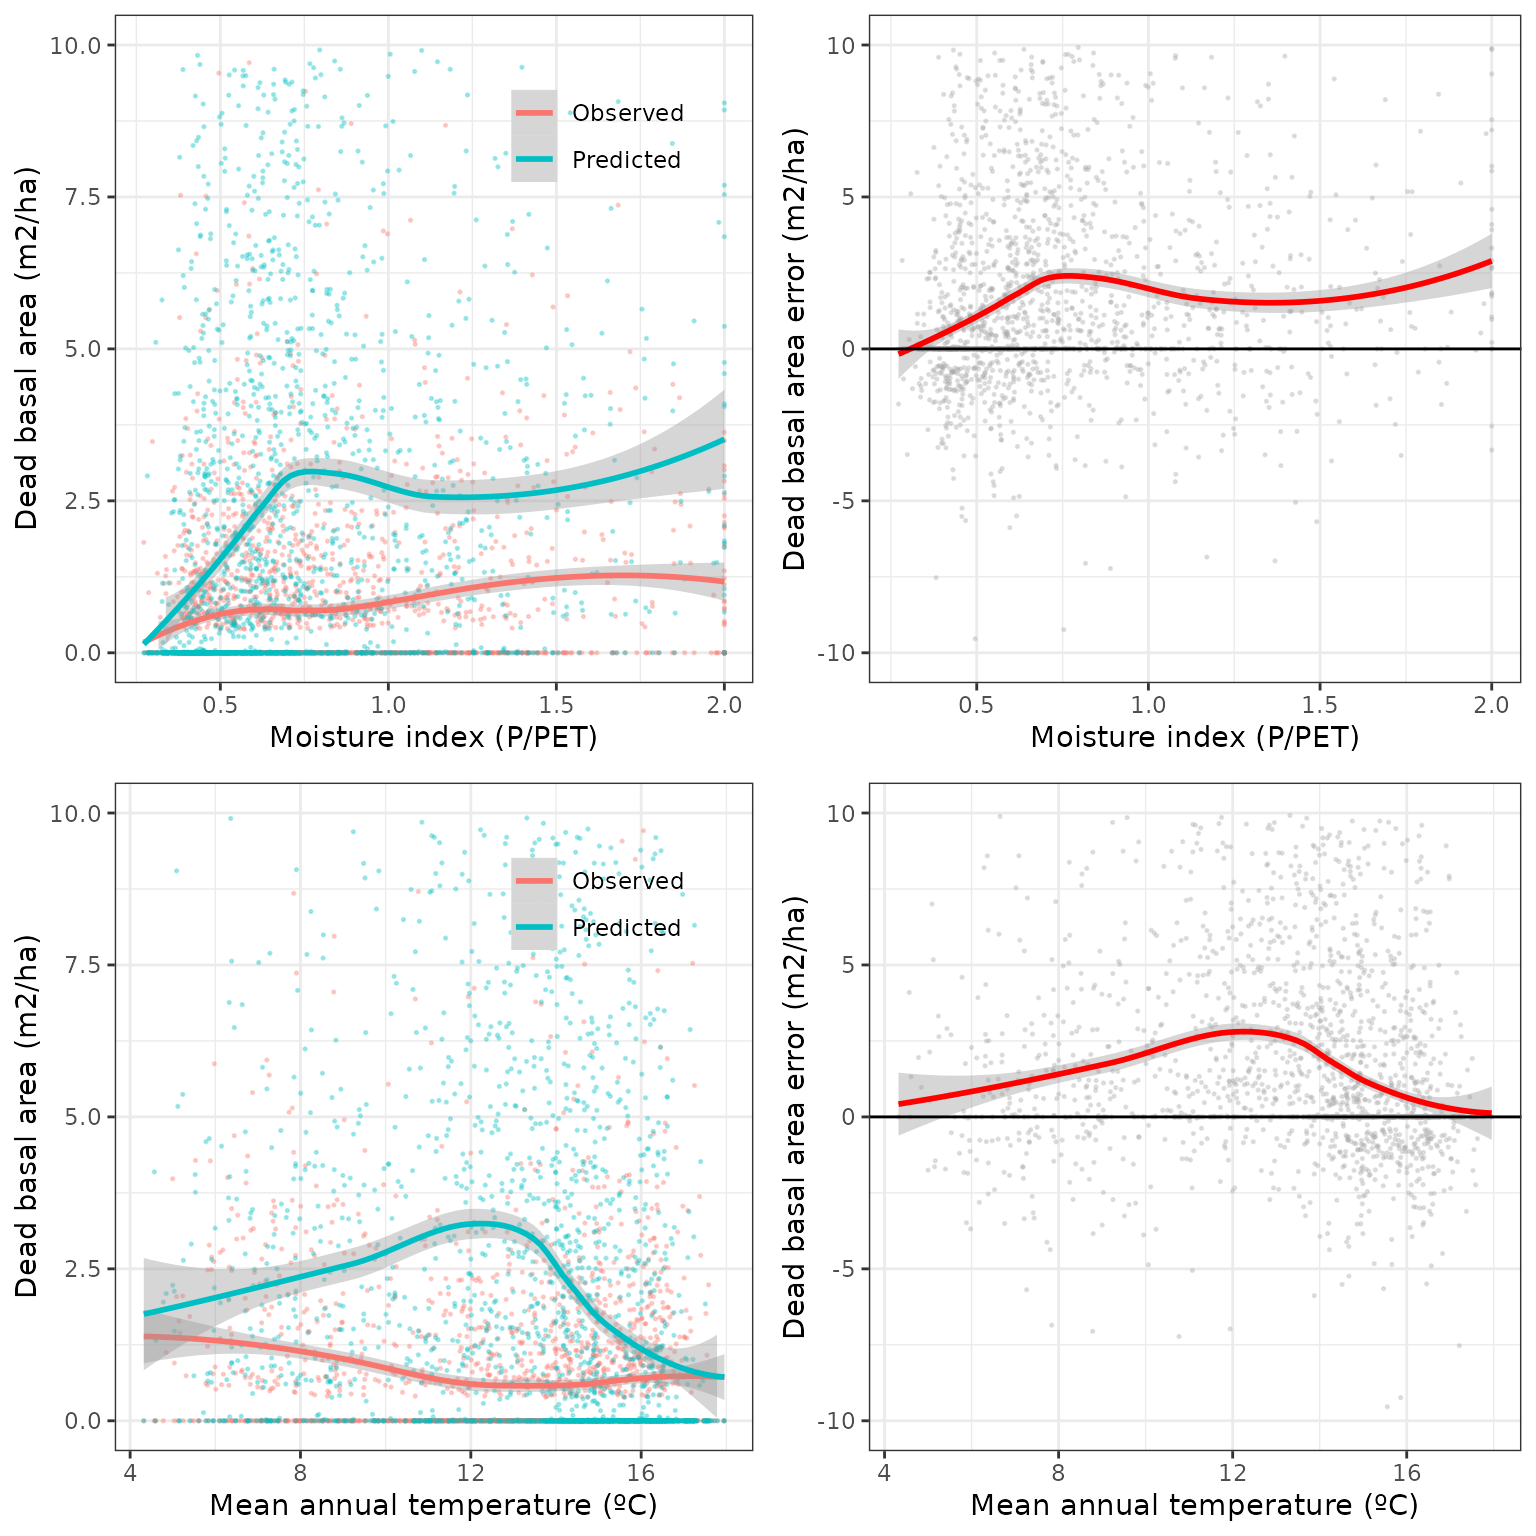 Dead basal area (m2/ha)
10.0
7.5
5.0
2.5
0.0
Observed
Predicted
0.5 1.0 1.5 2.0
Moisture index (P/PET)
Dead basal area error (m2/ha)
10
5
0
-5
-10
0.5 1.0 1.5 2.0
Moisture index (P/PET)
Dead basal area (m2/ha)
10.0
7.5
5.0
2.5
0.0
Observed
Predicted
4 8 12 16
Mean annual temperature (ºC)
Dead basal area error (m2/ha)
10
5
0
-5
-10
4 8 12 16
Mean annual temperature (ºC)